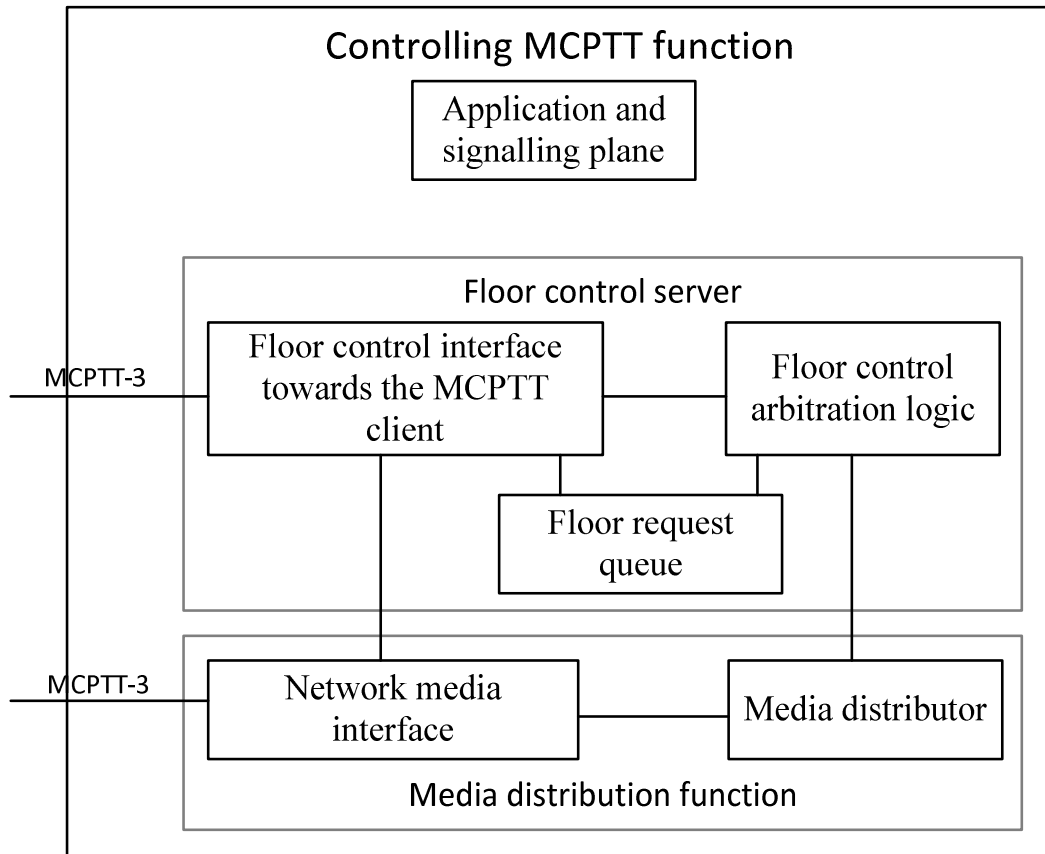 Controlling MCPTT function
Application and
signalling plane
Floor control server
MCPTT-3
Floor control interface
towards the MCPTT
client
Floor control
arbitration logic
Floor request
queue
MCPTT-3
Network media
interface
Media distributor
Media distribution function